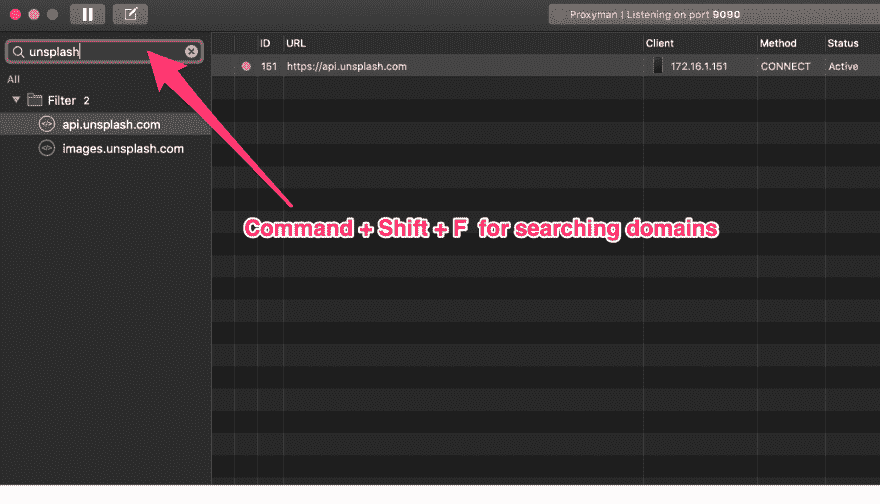 Proxyman | Listening on port 9090
unsplash
ID URL Client Method Status
151 https://api.unsplash.com 172.16.1.151 CONNECT Active
All
Filter 2
api.unsplash.com
images.unsplash.com
Command + Shift + F for searching domains